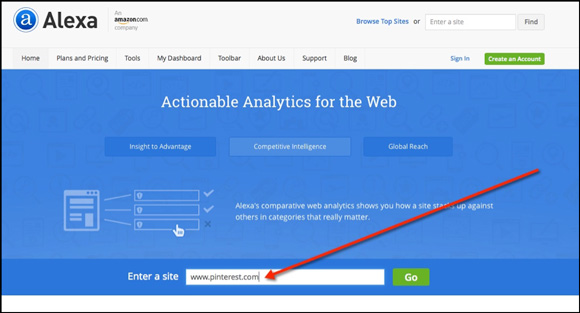 a Alexa
An
amazon.com
company
Browse Top Sites or Enter a site Find
Home Plans and Pricing Tools My Dashboard Toolbar About Us Support Blog Sign In Create an Account
Actionable Analytics for the Web
Insight to Advantage Competitive Intelligence Global Reach
Alexa's comparative web analytics shows you how a site up against
others in categories that really matter.
Enter a site www.pinterest.com Go